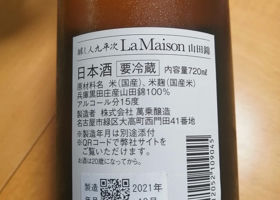 醸し人九平次 La Maison 山田錦
日本酒 要冷蔵 内容量720ml
原材料名 米(国産)、米麹(国産米)
兵庫黒田庄産山田錦100%
アルコール分15度
製造者 株式会社 萬乗醸造
名古屋市緑区大高町西門田41番地
※製造年月は別途添付
※QRコードで弊社サイトを
ご覧いただけます。
お酒は20歳になってから。
製造 2021年